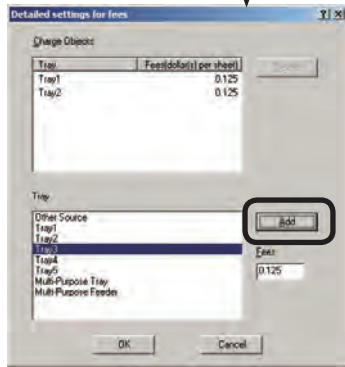 Detailed settings for fees
Charge Objects
Tray Fees(dollar(s) per sheet)
Tray1 0.125
Tray2 0.125
Tray
Other Source
Tray1
Tray2
Tray3
Tray4
Tray5
Multi-Purpose Tray
Multi-Purpose Feeder
Add
Fees:
0.125
OK Cancel